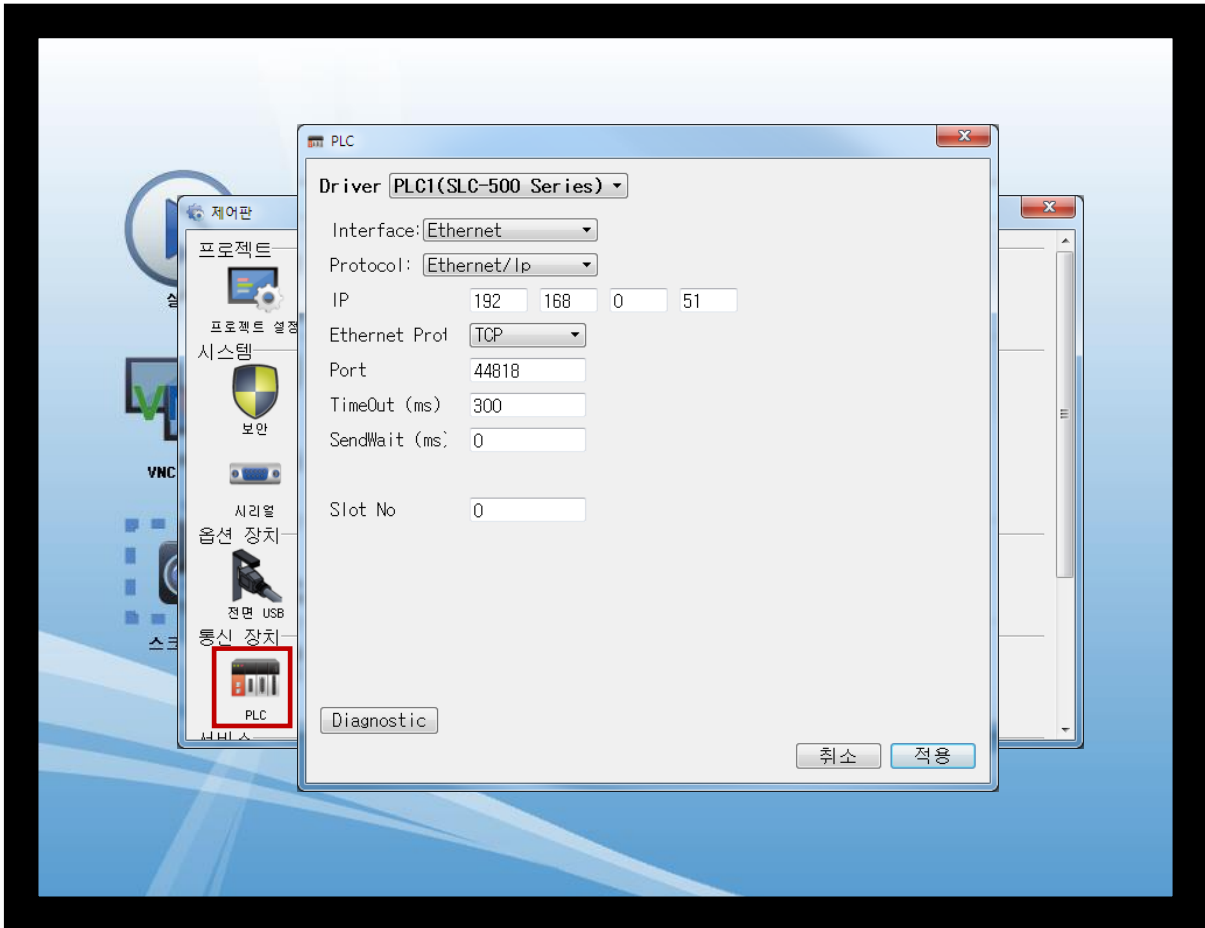 PLC
Driver PLC1(SLC-500 Series)
제어판
Interface: Ethernet
프로젝트
Protocol: Ethernet/Ip
IP 192 168 0 51
프로젝트 설정
Ethernet Prot TCP
시스템
Port 44818
TimeOut (ms) 300
보안
SendWait (ms) 0
VNC
시리얼
Slot No 0
옵션 장치
전면 USB
통신 장치
PLC
Diagnostic
서비스
취소 적용